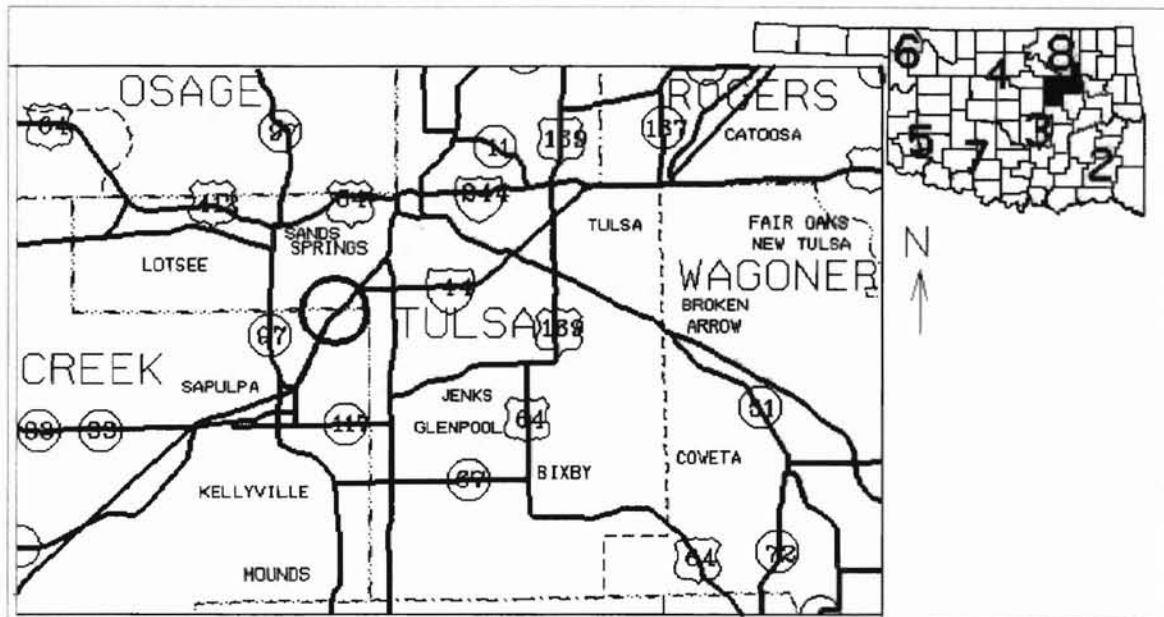 OSAGE
ROGERS
64
97
11
169
167
CATOOSA
64
244
SANDS
SPRINGS
TULSA
FAIR OAKS
NEW TULSA
LOTSEE
44
WAGONER
BROKEN
ARROW
97
TULSA
169
CREEK
SAPULPA
JENKS
GLENPOOL
64
51
33
117
BIXBY
COWETA
67
KELLYVILLE
64
72
MOUNDS
6
8
4
5
3
7
2
N